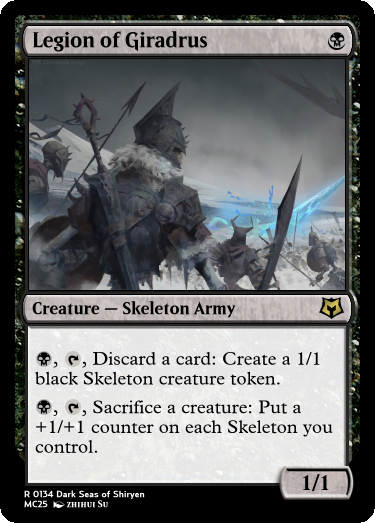 Legion of Giradrus
Creature — Skeleton Army
, , Discard a card: Create a 1/1
black Skeleton creature token.
, , Sacrifice a creature: Put a
+1/+1 counter on each Skeleton you
control.
1/1
R 0134 Dark Seas of Shiryen
MC25 ZHIHUI SU